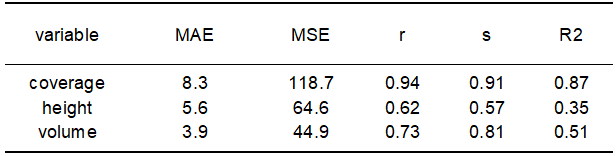 variable MAE MSE r s R2
coverage 8.3 118.7 0.94 0.91 0.87
height 5.6 64.6 0.62 0.57 0.35
volume 3.9 44.9 0.73 0.81 0.51